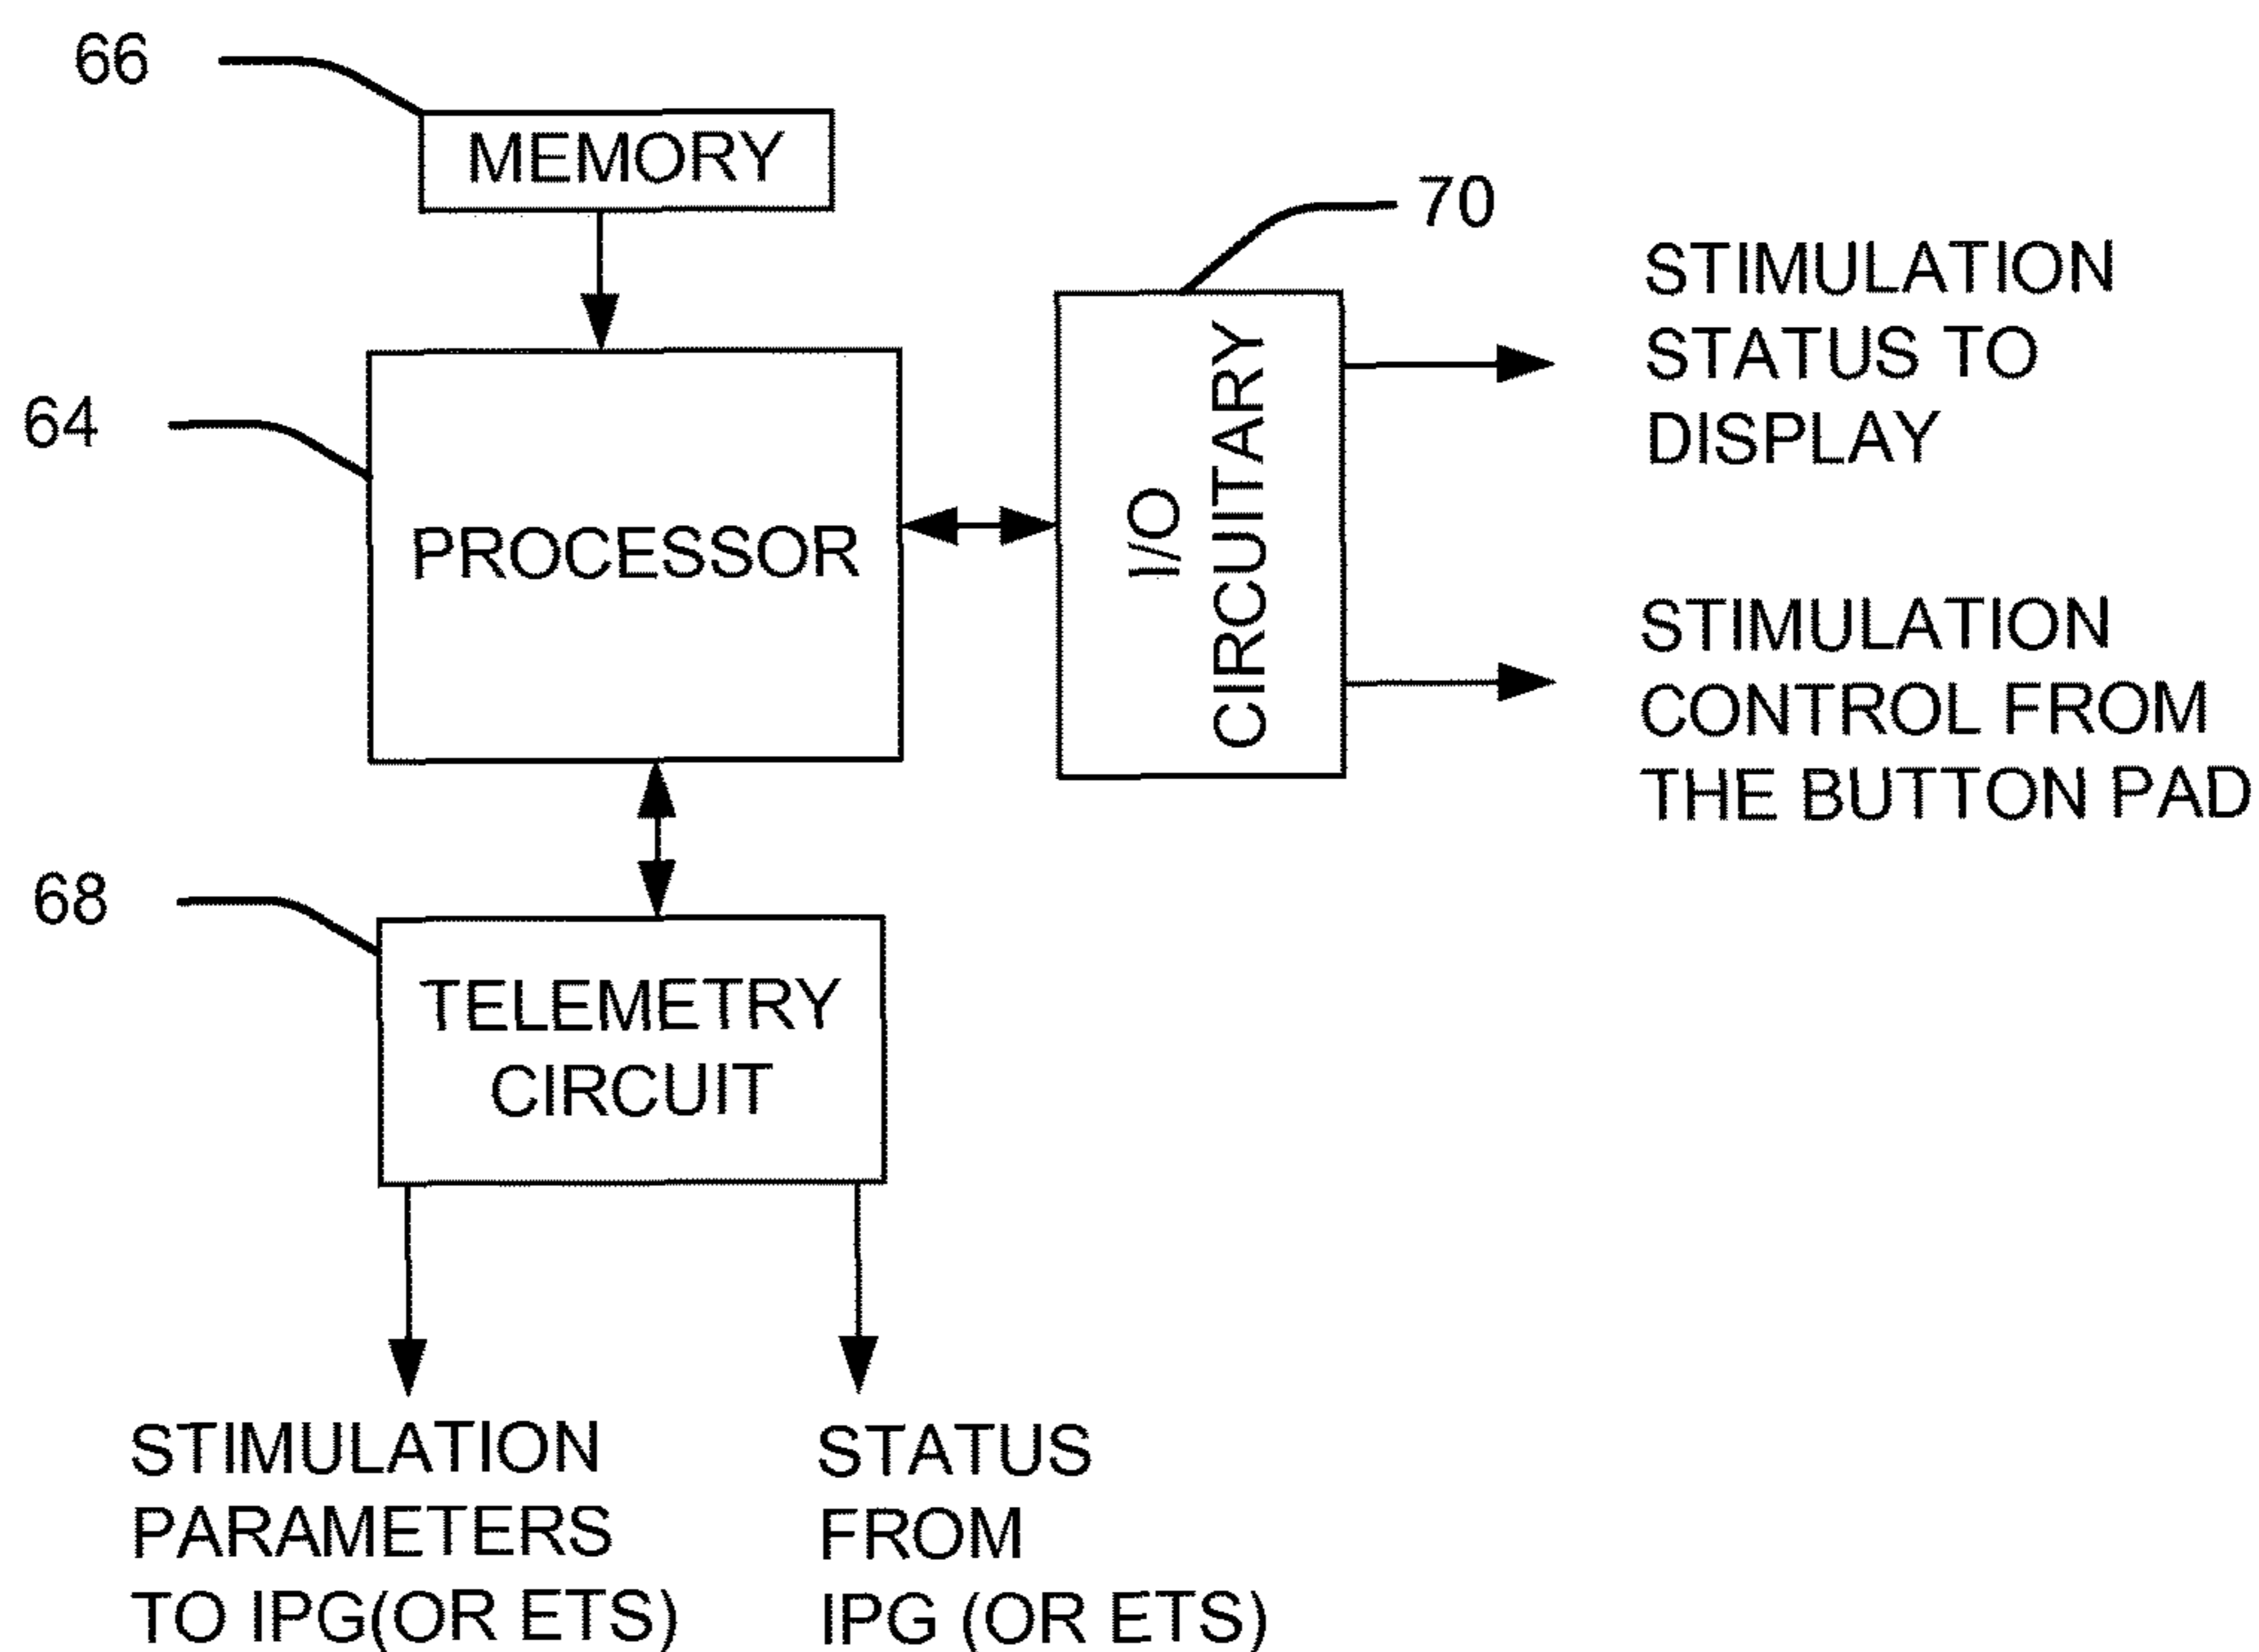 66
MEMORY
70
STIMULATION
STATUS TO
DISPLAY
64
PROCESSOR
I/O
CIRCUITARY
STIMULATION
CONTROL FROM
THE BUTTON PAD
68
TELEMETRY
CIRCUIT
STIMULATION
PARAMETERS
TO IPG(OR ETS)
STATUS
FROM
IPG (OR ETS)